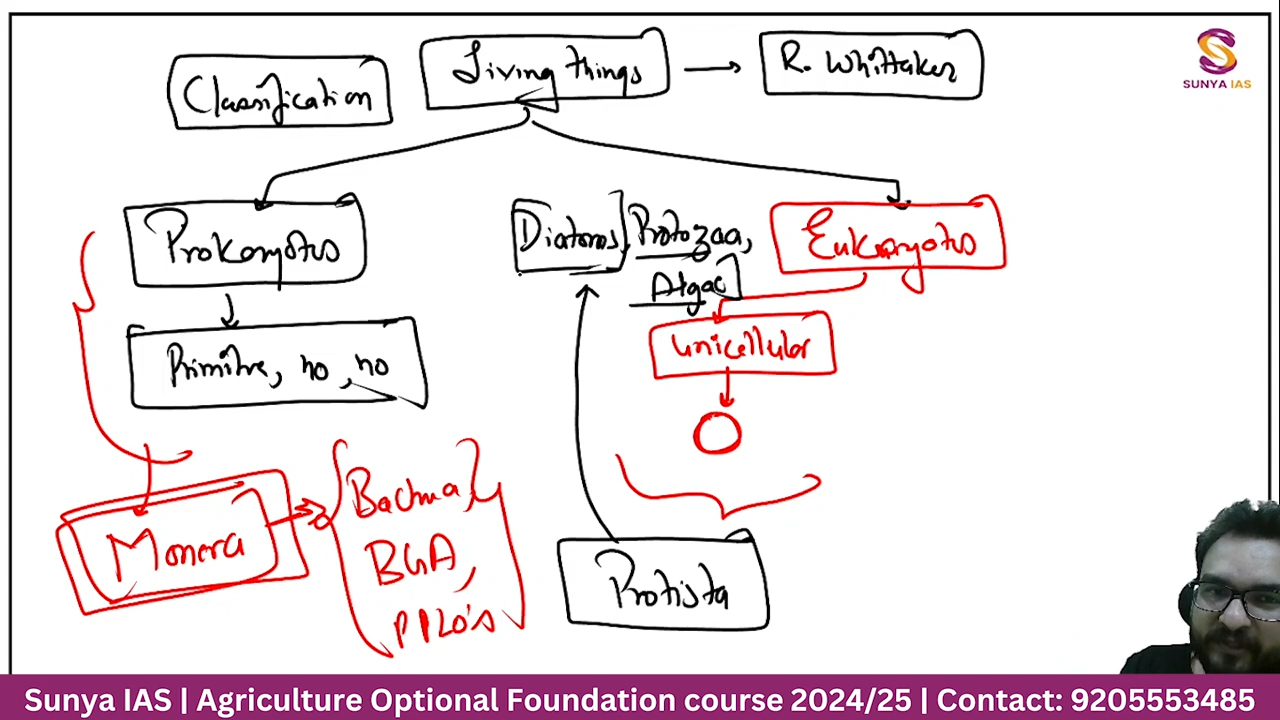 Classification
Living things
R. Whittaker
SUNYA IAS
Prokaryotes
Diatoms, Protozoa,
Algae
Eukaryotes
Unicellular
Primitive, no, no
Monera
Bacteria,
BGA,
PPLO's
Protista
Sunya IAS | Agriculture Optional Foundation course 2024/25 | Contact: 9205553485